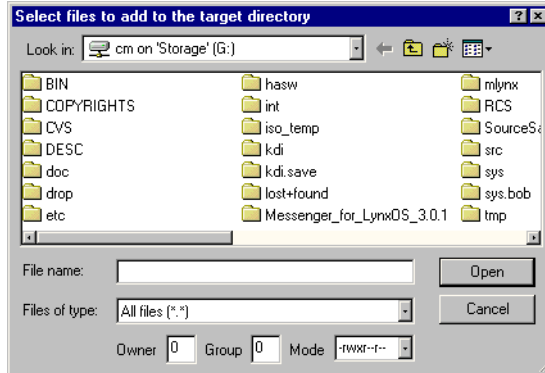 Select files to add to the target directory
Look in: cm on 'Storage' (G:)
BIN hasw mlynx
COPYRIGHTS int RCS
CVS iso_temp SourceSa
DESC kdi src
doc kdi.save sys
drop lost+found sys.bob
etc Messenger_for_LynxOS_3.0.1 tmp
File name: Open
Files of type: All files (*.*) Cancel
Owner 0 Group 0 Mode -rwxr--r--